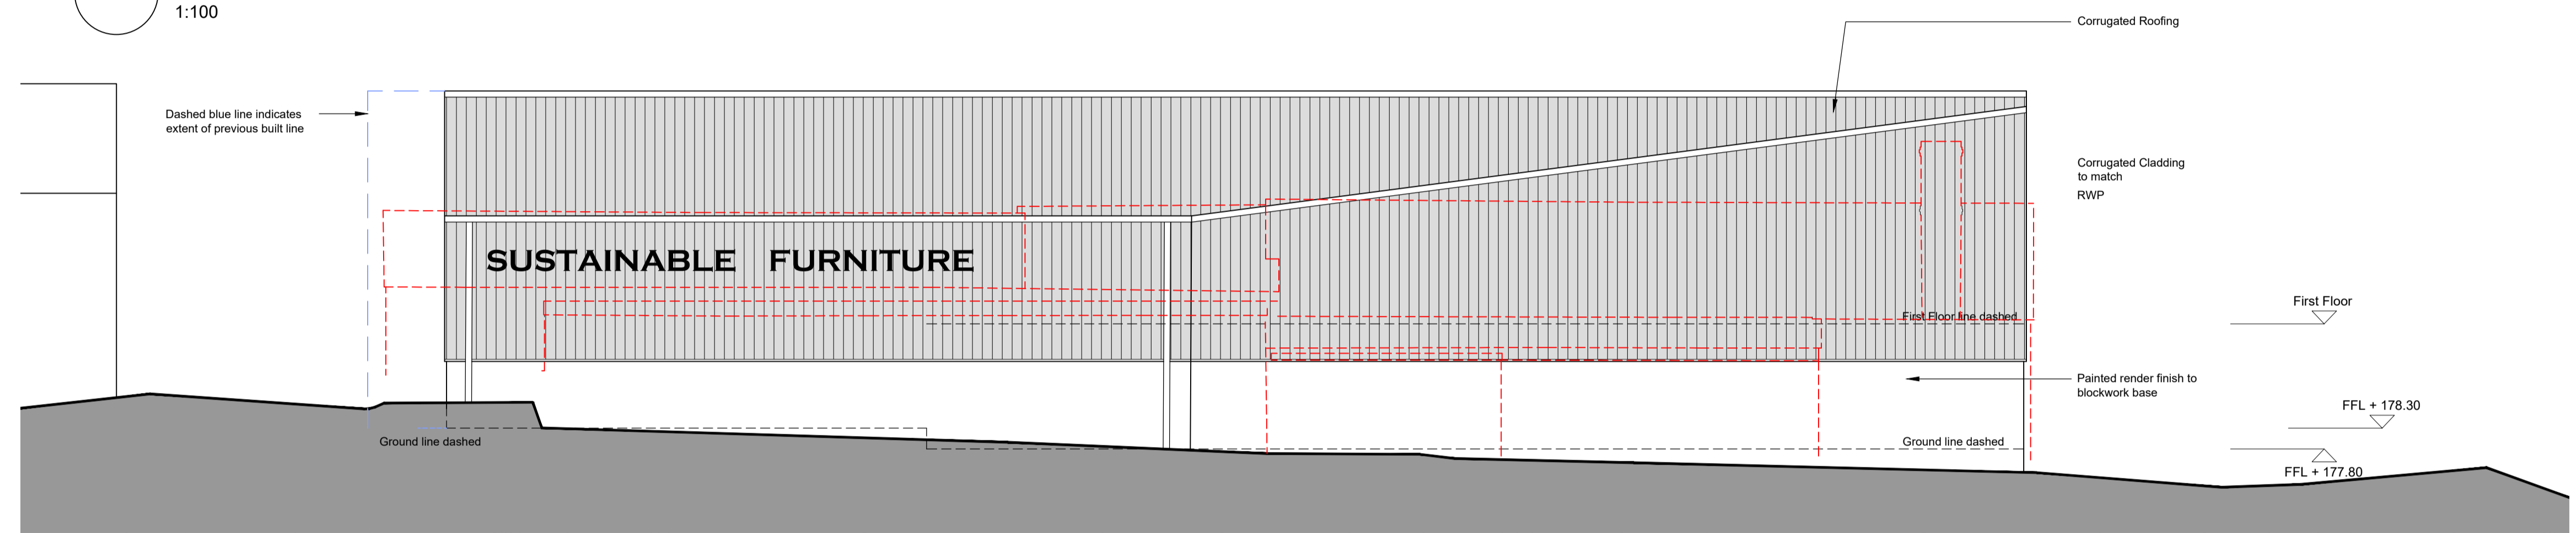 1:100
Corrugated Roofing
Dashed blue line indicates
extent of previous built line
Corrugated Cladding
to match
RWP
SUSTAINABLE FURNITURE
First Floor
First Floor line dashed
Painted render finish to
blockwork base
FFL + 178.30
Ground line dashed
Ground line dashed
FFL + 177.80